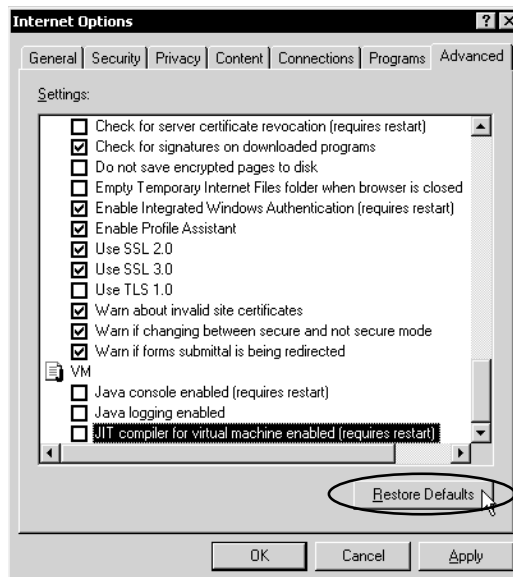 Internet Options
General Security Privacy Content Connections Programs Advanced
Settings:
Check for server certificate revocation (requires restart)
Check for signatures on downloaded programs
Do not save encrypted pages to disk
Empty Temporary Internet Files folder when browser is closed
Enable Integrated Windows Authentication (requires restart)
Enable Profile Assistant
Use SSL 2.0
Use SSL 3.0
Use TLS 1.0
Warn about invalid site certificates
Warn if changing between secure and not secure mode
Warn if forms submittal is being redirected
VM
Java console enabled (requires restart)
Java logging enabled
JIT compiler for virtual machine enabled (requires restart)
Restore Defaults
OK Cancel Apply